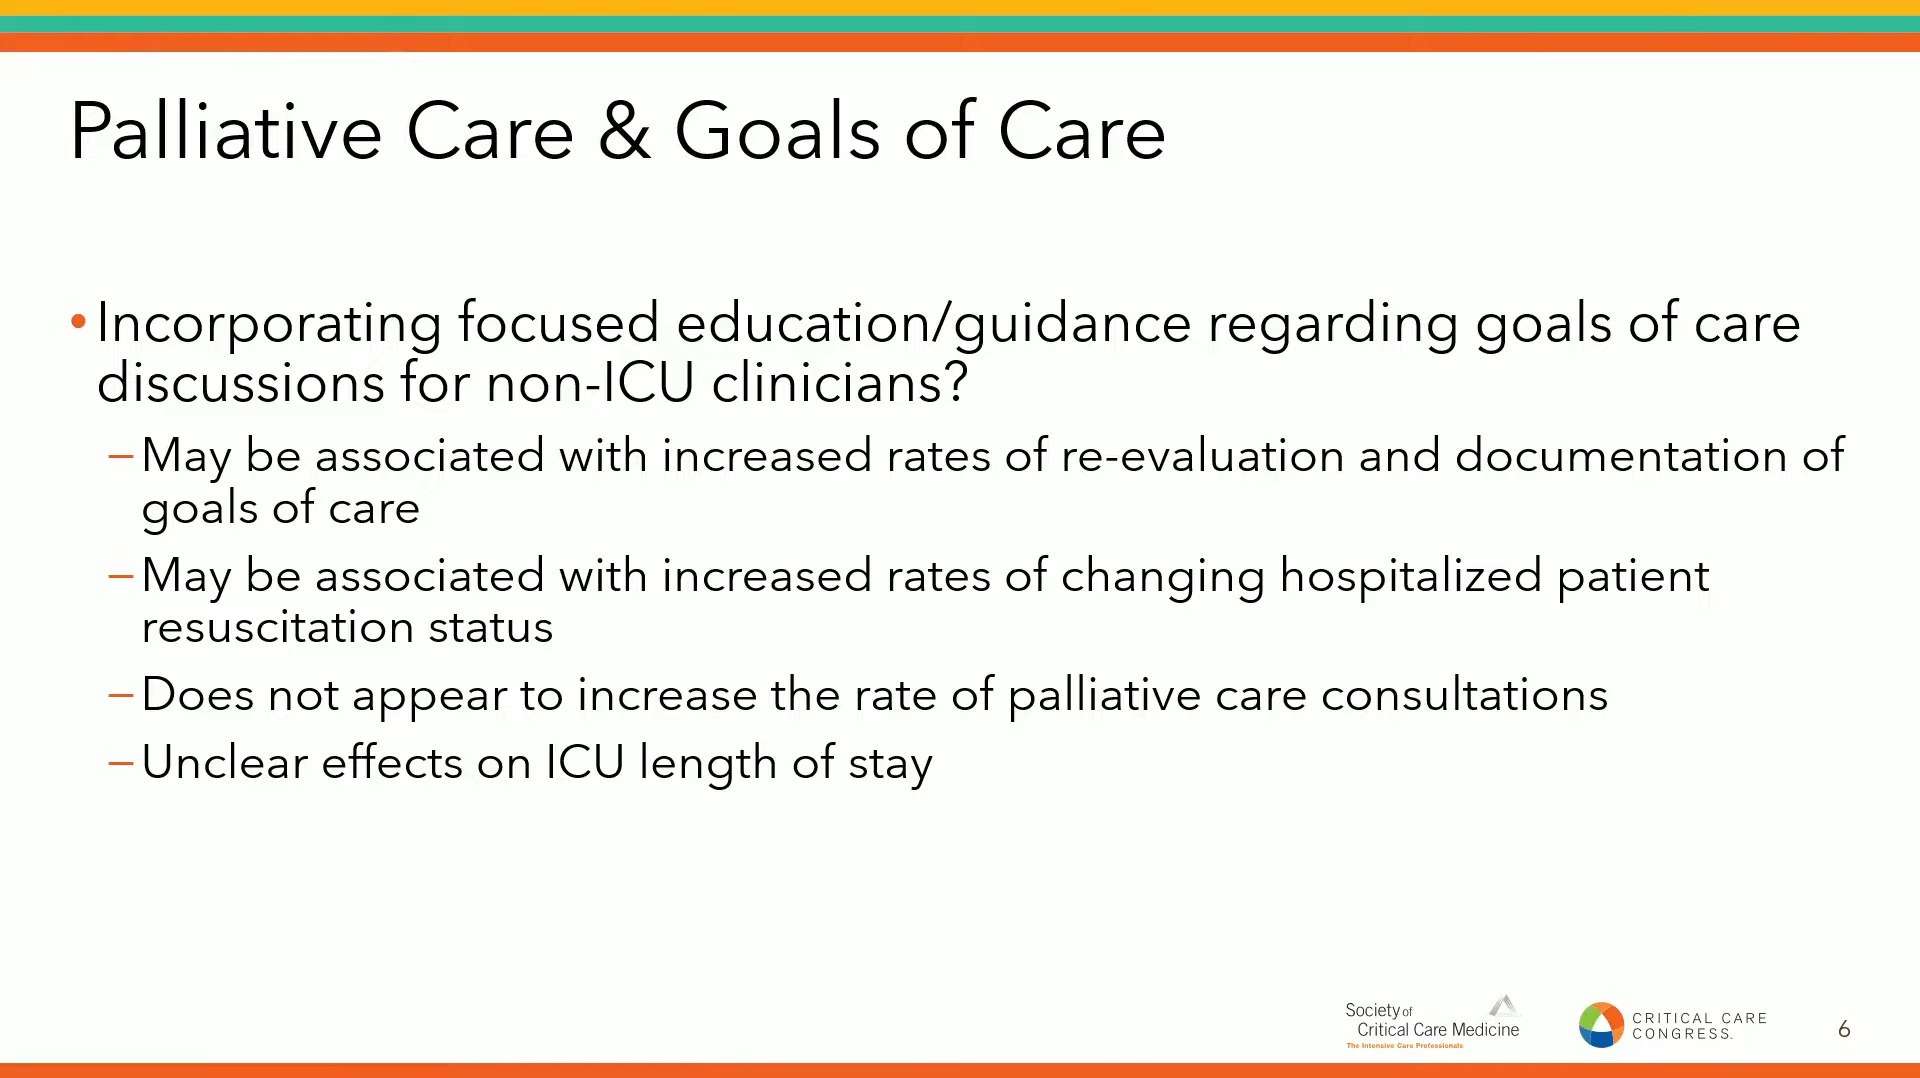 Palliative Care & Goals of Care
• Incorporating focused education/guidance regarding goals of care
discussions for non-ICU clinicians?
– May be associated with increased rates of re-evaluation and documentation of
goals of care
– May be associated with increased rates of changing hospitalized patient
resuscitation status
– Does not appear to increase the rate of palliative care consultations
– Unclear effects on ICU length of stay
Society of
Critical Care Medicine
The Intensive Care Professionals
CRITICAL CARE
CONGRESS.
6